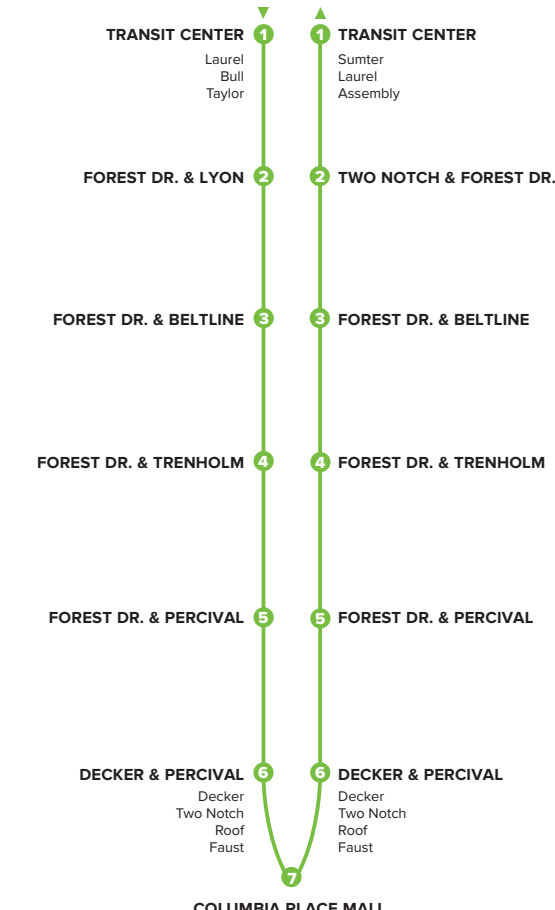 TRANSIT CENTER 1
Laurel
Bull
Taylor
1 TRANSIT CENTER
Sumter
Laurel
Assembly
FOREST DR. & LYON 2
2 TWO NOTCH & FOREST DR.
FOREST DR. & BELTLINE 3
3 FOREST DR. & BELTLINE
FOREST DR. & TRENHOLM 4
4 FOREST DR. & TRENHOLM
FOREST DR. & PERCIVAL 5
5 FOREST DR. & PERCIVAL
DECKER & PERCIVAL 6
Decker
Two Notch
Roof
Faust
6 DECKER & PERCIVAL
Decker
Two Notch
Roof
Faust
7
COLUMBIA PLACE MALL